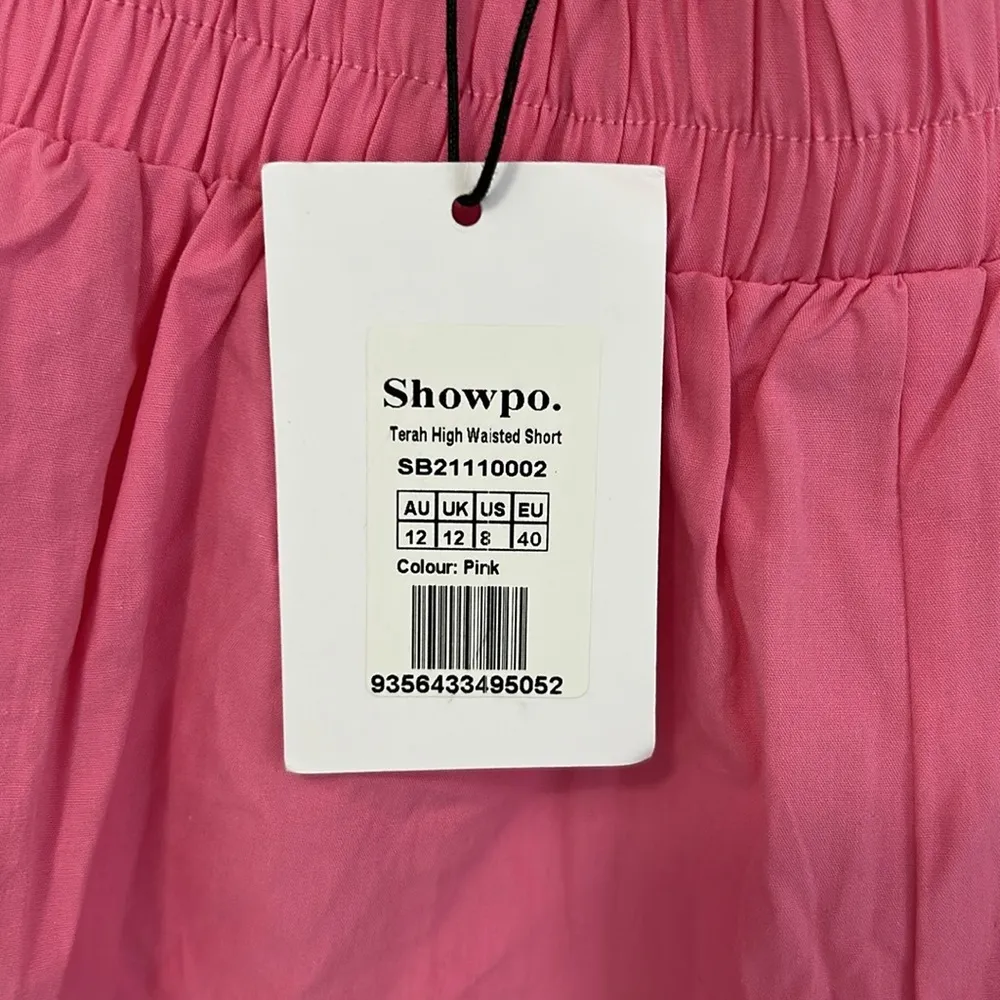 Showpo.
Terah High Waisted Short
SB21110002
AU UK US EU
12 12 8 40
Colour: Pink
9356433495052